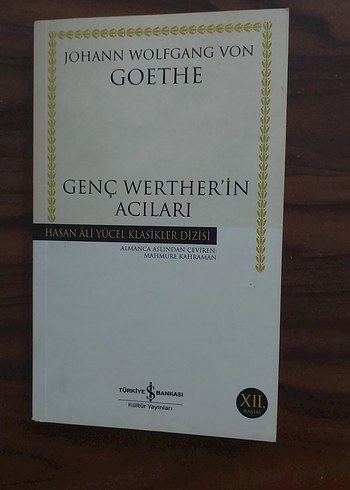 JOHANN WOLFGANG VON
GOETHE
GENÇ WERTHER'İN
ACILARI
HASAN ÂLİ YÜCEL KLASİKLER DİZİSİ
ALMANCA ASLINDAN ÇEVİREN:
MAHMURE KAHRAMAN
TÜRKİYE İŞ BANKASI
Kültür Yayınları
XII.
BASIM